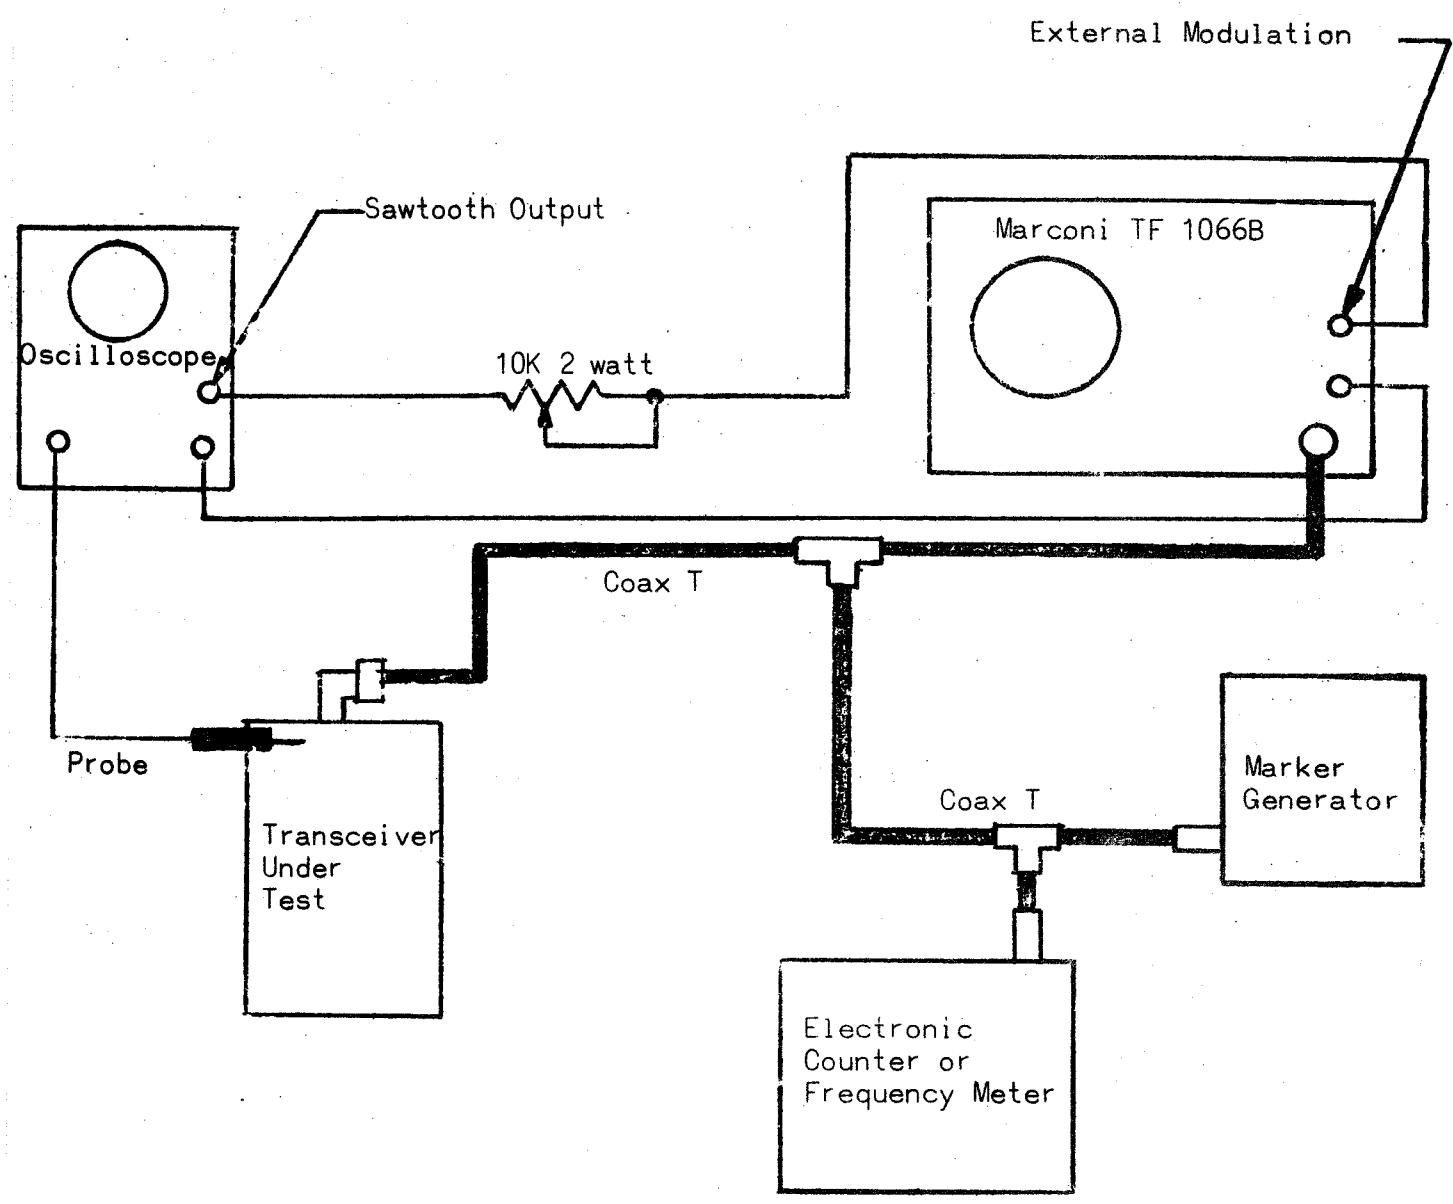 External Modulation
Sawtooth Output
Marconi TF 1066B
Oscilloscope
10K 2 watt
Coax T
Probe
Transceiver
Under
Test
Marker
Generator
Coax T
Electronic
Counter or
Frequency Meter